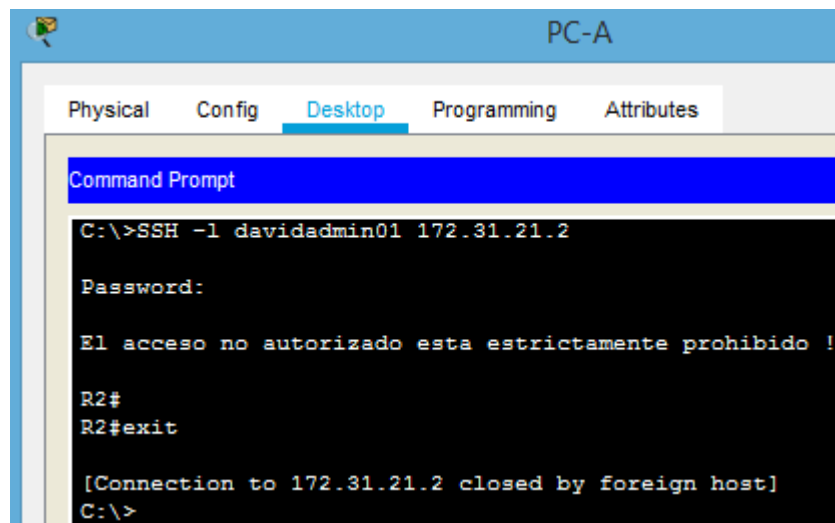 PC-A
Physical Config Desktop Programming Attributes
Command Prompt
C:\>SSH -l davidadmin01 172.31.21.2
Password:
El acceso no autorizado esta estrictamente prohibido !
R2#
R2#exit
[Connection to 172.31.21.2 closed by foreign host]
C:\>